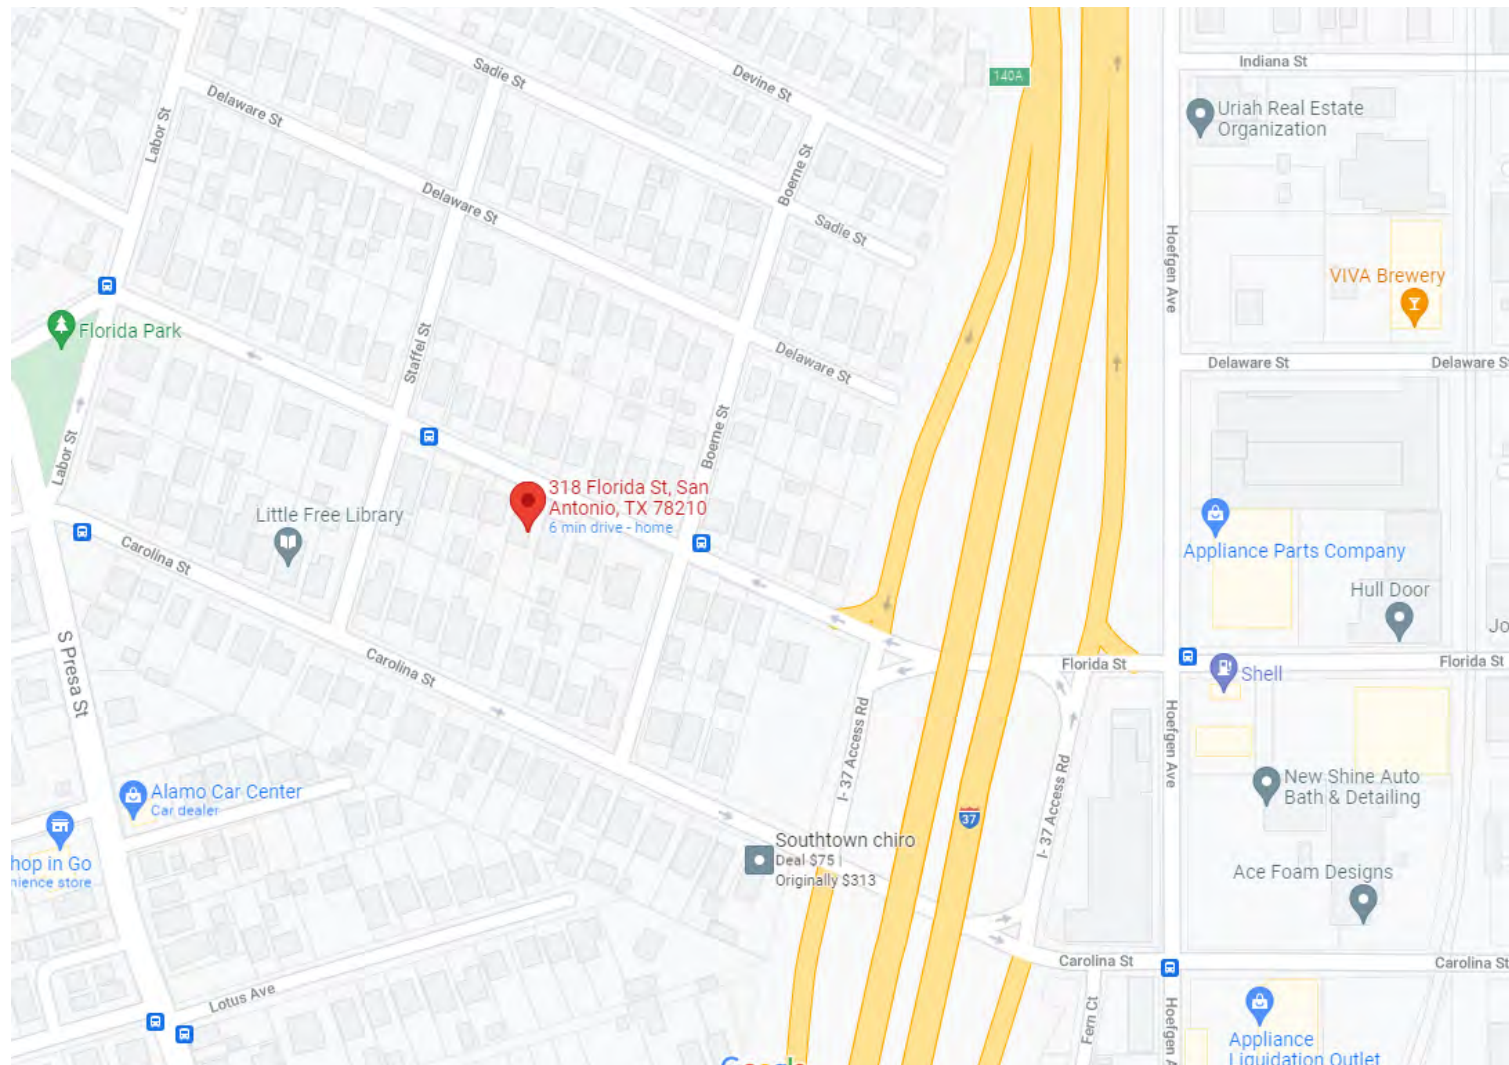 Sadie St
Devine St
140A
Indiana St
Delaware St
Labor St
Uriah Real Estate
Organization
Boerne St
Delaware St
Sadie St
Hoefgen Ave
VIVA Brewery
Florida Park
Staffel St
Delaware St
Delaware St
Delaware S
Boerne St
Labor St
318 Florida St, San
Antonio, TX 78210
6 min drive - home
Little Free Library
Carolina St
Appliance Parts Company
Hull Door
Jo
S Presa St
Carolina St
Florida St
Florida St
Shell
I- 37 Access Rd
Hoefgen Ave
New Shine Auto
Bath & Detailing
Alamo Car Center
Car dealer
I- 37 Access Rd
37
Southtown chiro
Deal $75 |
Originally $313
hop in Go
nience store
Ace Foam Designs
Carolina St
Carolina St
Lotus Ave
Fern Ct
Hoefgen A
Appliance
Liquidation Outlet
Google